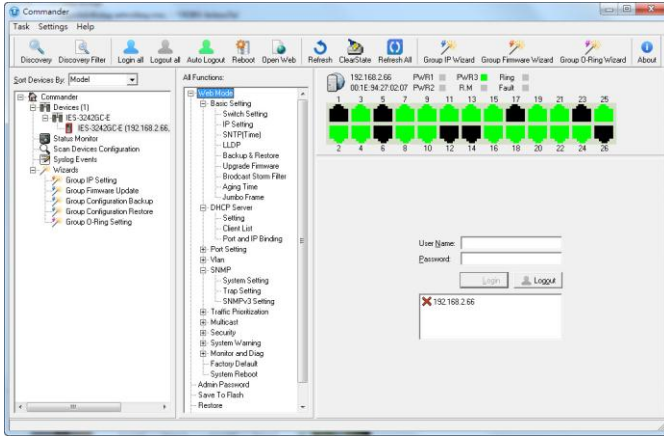 Commander
Task Settings Help
Discovery Discovery Filter Login all Logout all Auto Logout Reboot Open Web Refresh ClearState Refresh All Group IP Wizard Group Firmware Wizard Group O-Ring Wizard About
Sort Devices By: Model
Commander
Devices (1)
IES-3242GC-E
IES-3242GC-E (192.168.2.66,
Status Monitor
Scan Devices Configuration
Syslog Events
Wizards
Group IP Setting
Group Firmware Update
Group Configuration Backup
Group Configuration Restore
Group O-Ring Setting
All Functions:
Web Mode
Basic Setting
Switch Setting
IP Setting
SNTP(Time)
LLDP
Backup & Restore
Upgrade Firmware
Brodcast Storm Filter
Aging Time
Jumbo Frame
DHCP Server
Setting
Client List
Port and IP Binding
Port Setting
Vlan
SNMP
System Setting
Trap Setting
SNMPv3 Setting
Traffic Prioritization
Multicast
Security
System Warning
Monitor and Diag
Factory Default
System Reboot
Admin Password
Save To Flash
Restore
192.168.2.66 PWR1 PWR3 Ring
00:1E:94:27:02:07 PWR2 R.M Fault
1 3 5 7 9 11 13 15 17 19 21 23 25
2 4 6 8 10 12 14 16 18 20 22 24 26
User Name:
Password:
Login Logout
192.168.2.66